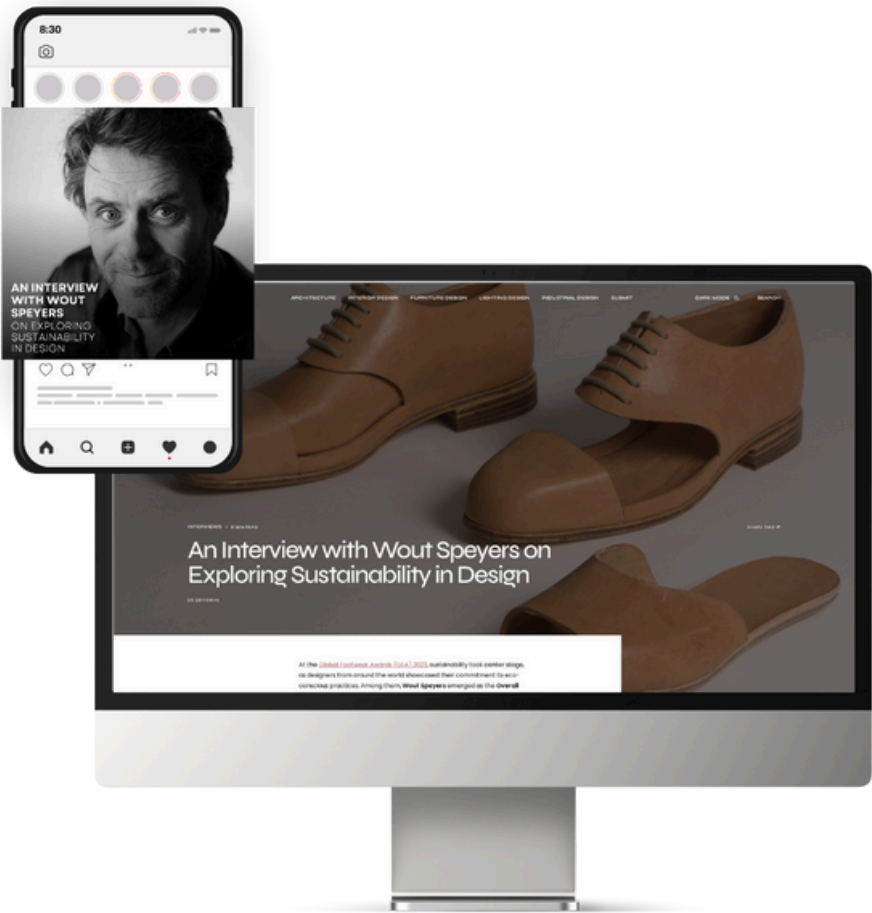 8:30
AN INTERVIEW
WITH WOUT
SPEYERS
ON EXPLORING
SUSTAINABILITY
IN DESIGN
ARCHITECTURE INTERIOR DESIGN FURNITURE DESIGN LIGHTING DESIGN INDUSTRIAL DESIGN SUBMIT DARK MODE SEARCH
INTERVIEWS
An Interview with Wout Speyers on
Exploring Sustainability in Design
At the Global Footwear Awards (GFA) 2023, sustainability took center stage,
as designers from around the world showcased their commitment to eco-
conscious practices. Among them, Wout Speyers emerged as the Overall